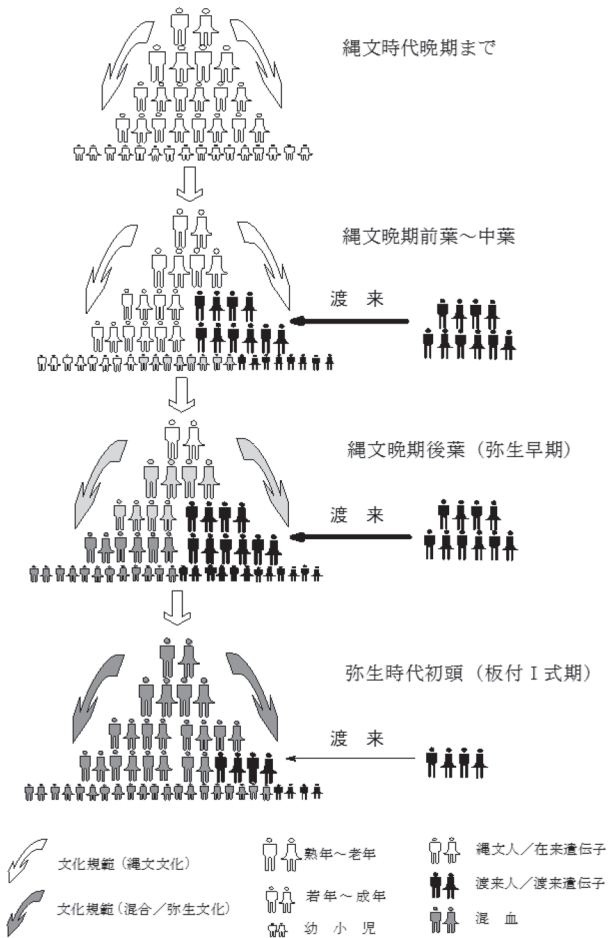 縄文時代晩期まで
縄文晩期前葉～中葉
渡　来
縄文晩期後葉（弥生早期）
渡　来
弥生時代初頭（板付Ⅰ式期）
渡　来
文化規範（縄文文化）
文化規範（混合／弥生文化）
熟年～老年
若年～成年
幼　小　児
縄文人／在来遺伝子
渡来人／渡来遺伝子
混　血